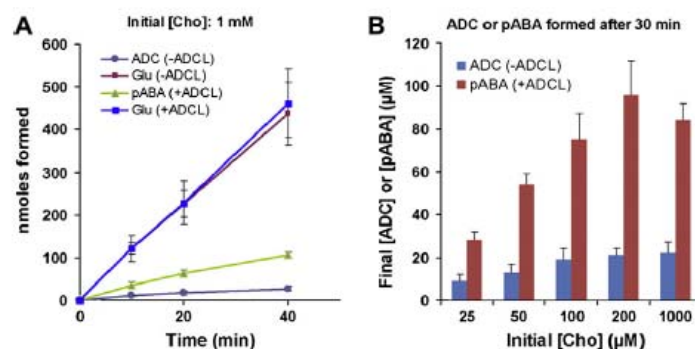 A
Initial [Cho]: 1 mM
ADC (-ADCL)
Glu (-ADCL)
pABA (+ADCL)
Glu (+ADCL)
nmoles formed
600
500
400
300
200
100
0
0 20 40
Time (min)
B
ADC or pABA formed after 30 min
ADC (-ADCL)
pABA (+ADCL)
Final [ADC] or [pABA] (μM)
120
100
80
60
40
20
0
25 50 100 200 1000
Initial [Cho] (μM)